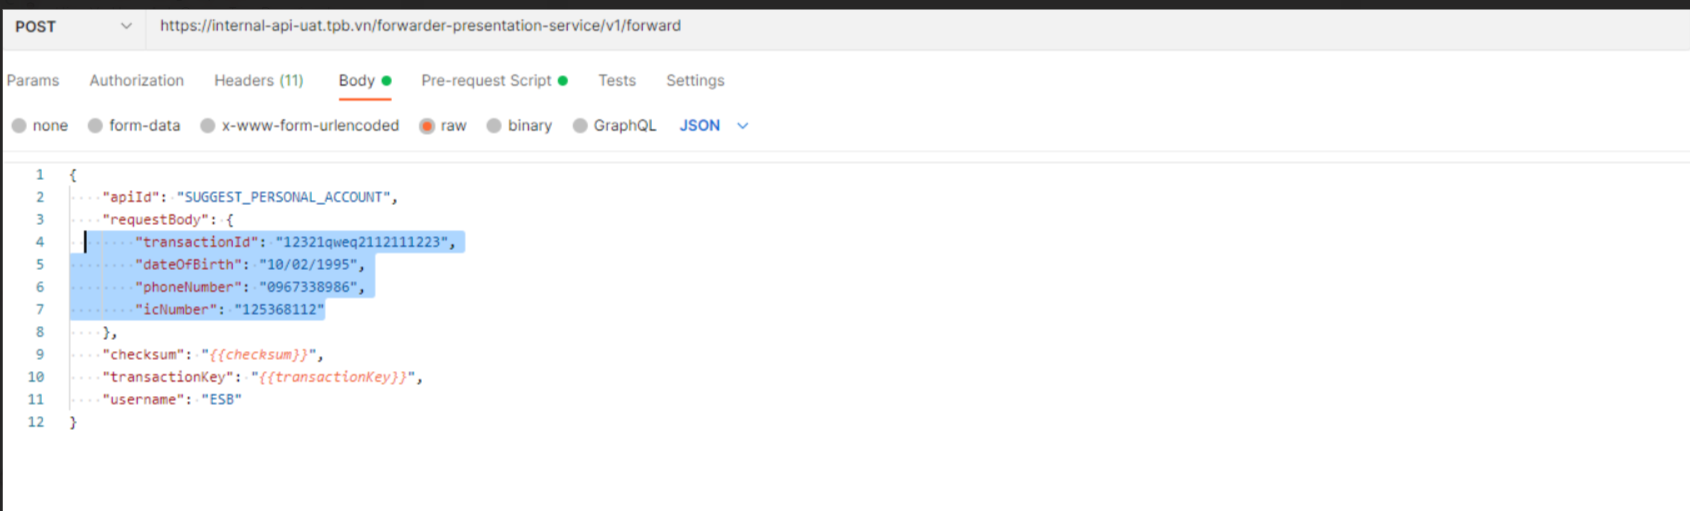 POST https://internal-api-uat.tpb.vn/forwarder-presentation-service/v1/forward
Params Authorization Headers (11) Body Pre-request Script Tests Settings
none form-data x-www-form-urlencoded raw binary GraphQL JSON
1 {
2 "apiId": "SUGGEST_PERSONAL_ACCOUNT",
3 "requestBody": {
4 "transactionId": "12321qweq2112111223",
5 "dateOfBirth": "10/02/1995",
6 "phoneNumber": "0967338986",
7 "icNumber": "125368112"
8 },
9 "checksum": "{{checksum}}",
10 "transactionKey": "{{transactionKey}}",
11 "username": "ESB"
12 }